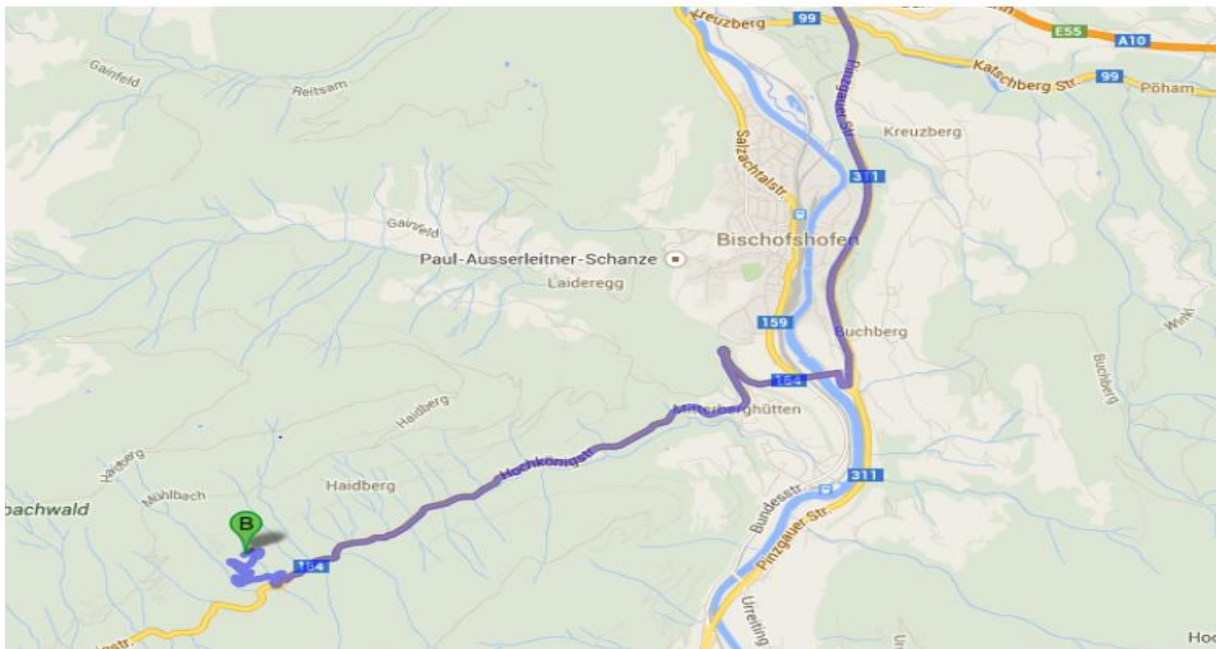 Kreuzberg
99
E55
A10
Katschberg Str.
99
Pöham
Gainfeld
Reitsam
Pinzgauer Str
Kreuzberg
Salzachtalstr.
311
Gainfeld
Bischofshofen
Paul-Ausserleitner-Schanze
Laideregg
159
Buchberg
Winkl
Buchberg
164
Mitterberghütten
Haidberg
Hochkönigstr.
Haidberg
Haidberg
311
Mühlbach
bachwald
B
Bundesstr.
Pinzgauer Str.
164
Urreiting
Hoc